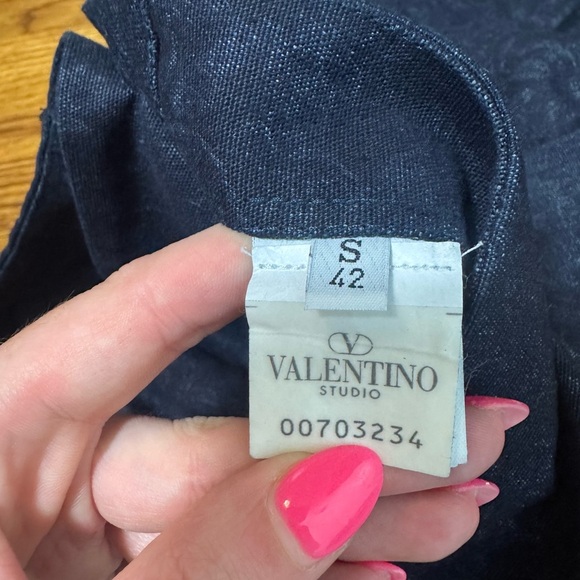 S
42
V
VALENTINO
STUDIO
00703234